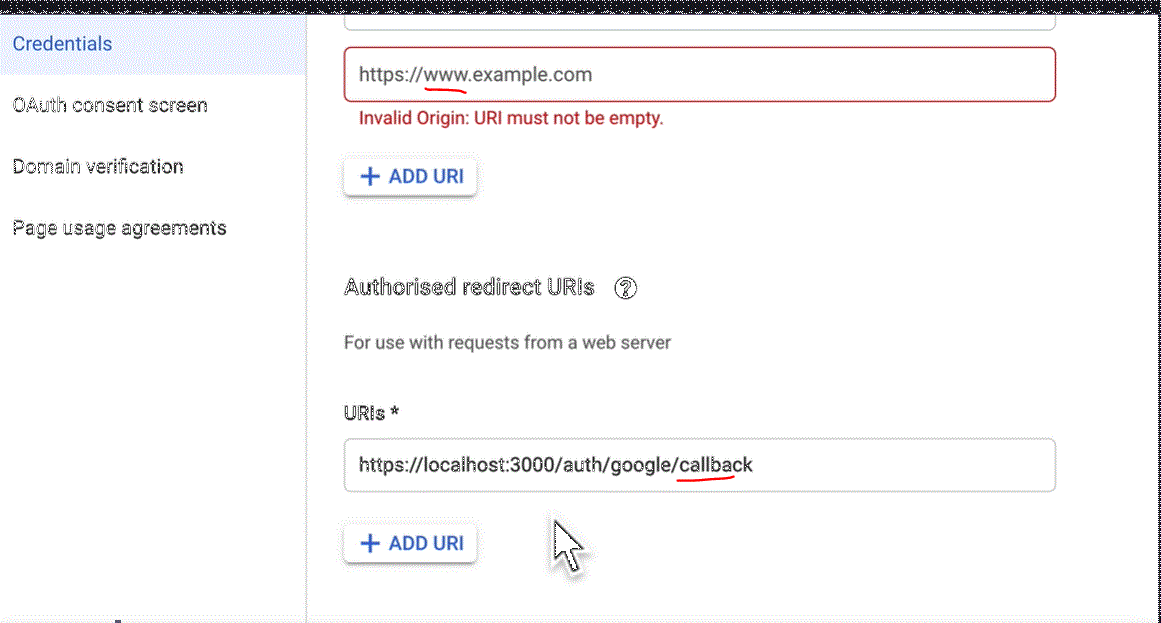 Credentials
OAuth consent screen
Domain verification
Page usage agreements
https://www.example.com
Invalid Origin: URI must not be empty.
+ ADD URI
Authorised redirect URIs ?
For use with requests from a web server
URIs *
https://localhost:3000/auth/google/callback
+ ADD URI